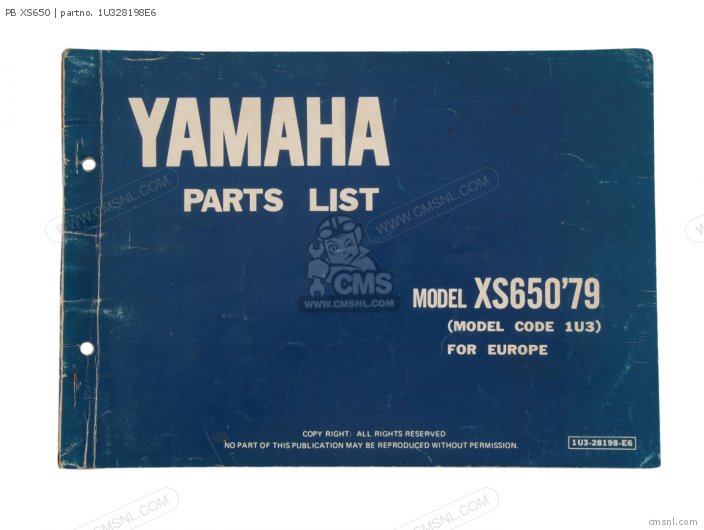 PB XS650 | partno. 1U328198E6
YAMAHA
PARTS LIST
WWW.CMSNL.COM
WWW.CMSNL.COM
CMS
WWW.CMSNL.COM
MODEL XS650'79
(MODEL CODE 1U3)
FOR EUROPE
COPY RIGHT: ALL RIGHTS RESERVED
NO PART OF THIS PUBLICATION MAY BE REPRODUCED WITHOUT PERMISSION.
1U3-28198-E6
WWW.CMSNL.COM
WWW.CMSNL.COM
cmsnl.com